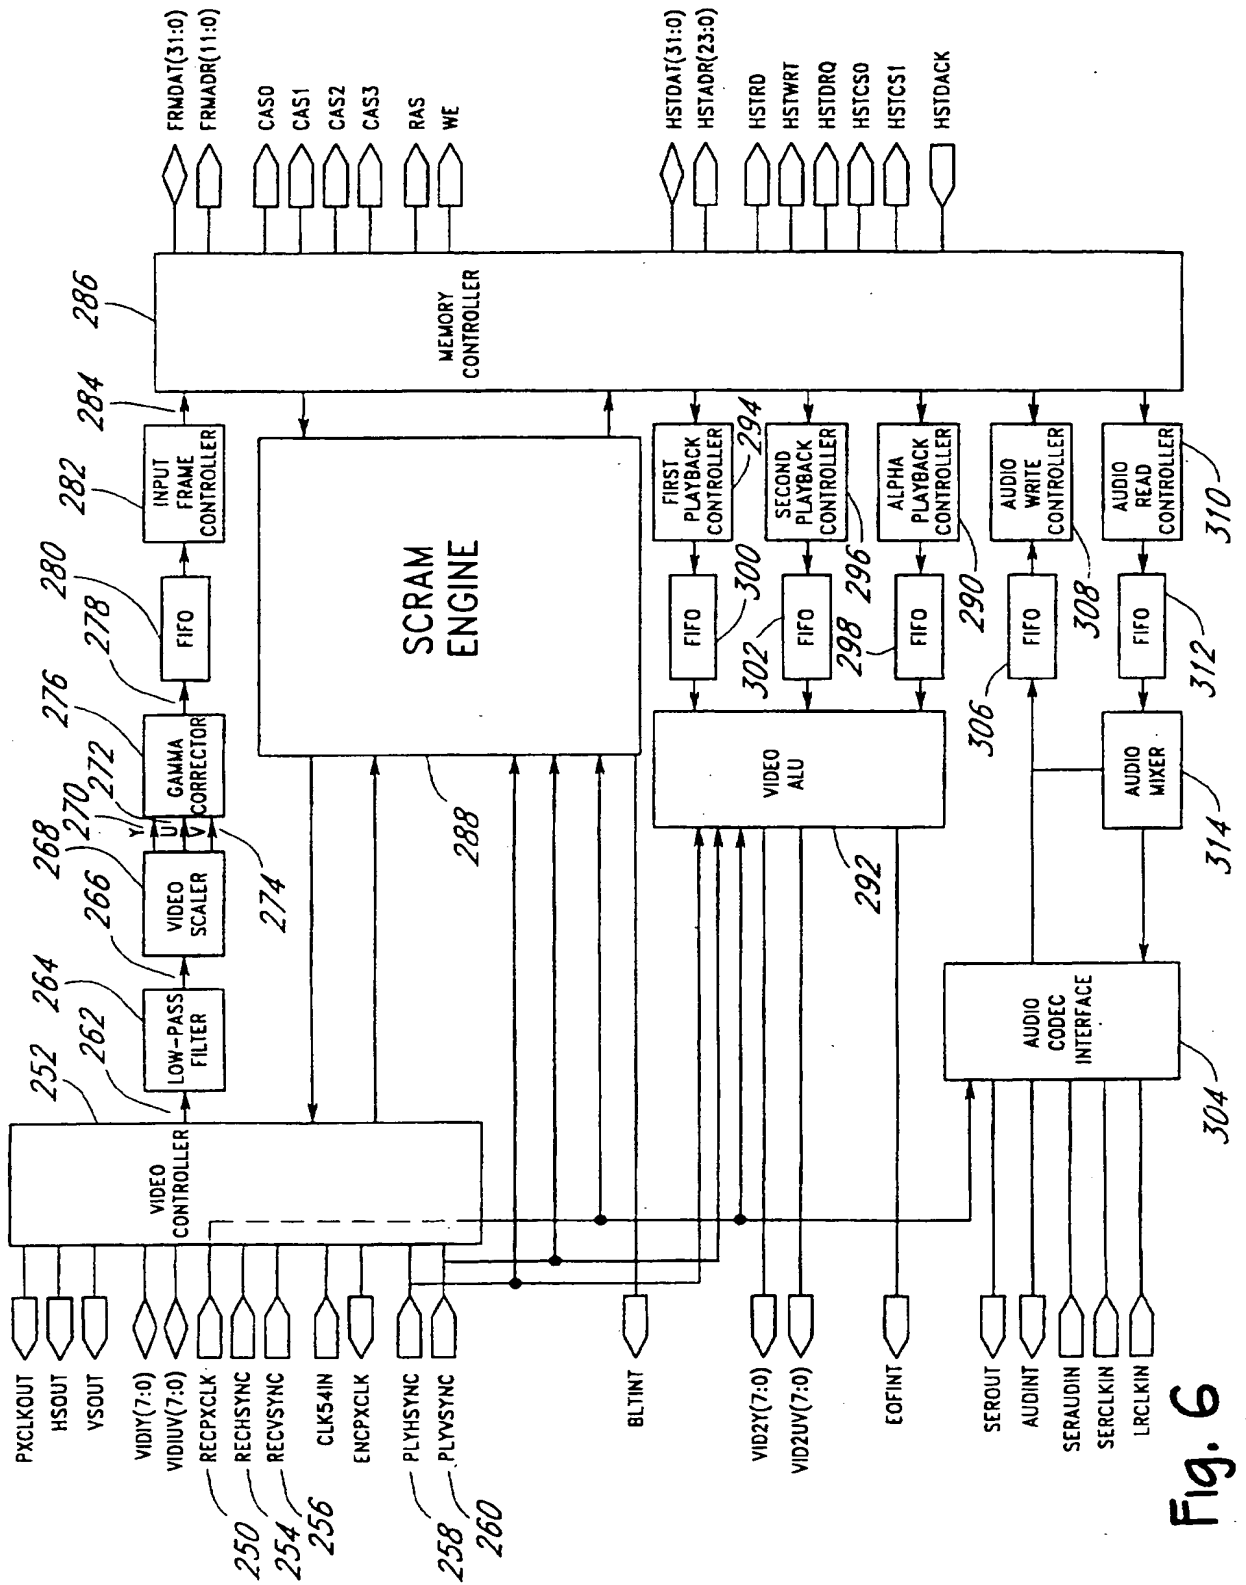 PXCLKOUT
HSOUT
VSOUT
VIDIY(7:0)
VIDIUV(7:0)
RECPXCLK
RECHSYNC
RECVSYNC
CLK54IN
ENCPXCLK
PLYHSYNC
PLYVSYNC
250
254
256
258
260
BLTINT
VID2Y(7:0)
VID2UV(7:0)
EOFINT
SEROUT
AUDINT
SERAUDIN
SERCLKIN
LRCLKIN
252
VIDEO
CONTROLLER
262
264
LOW-PASS
FILTER
266
268
VIDEO
SCALER
270
272
Y
U
V
274
276
GAMMA
CORRECTOR
278
280
FIFO
282
INPUT
FRAME
CONTROLLER
284
286
MEMORY
CONTROLLER
SCRAM
ENGINE
288
VIDEO
ALU
292
FIFO
300
FIRST
PLAYBACK
CONTROLLER
294
302
FIFO
SECOND
PLAYBACK
CONTROLLER
296
298
FIFO
ALPHA
PLAYBACK
CONTROLLER
290
AUDIO
CODEC
INTERFACE
304
306
FIFO
AUDIO
WRITE
CONTROLLER
308
AUDIO
MIXER
314
FIFO
312
AUDIO
READ
CONTROLLER
310
FRMDAT(31:0)
FRMADR(11:0)
CAS0
CAS1
CAS2
CAS3
RAS
WE
HSTDAT(31:0)
HSTADR(23:0)
HSTRD
HSTWRT
HSTDRQ
HSTCS0
HSTCS1
HSTDACK
Fig. 6